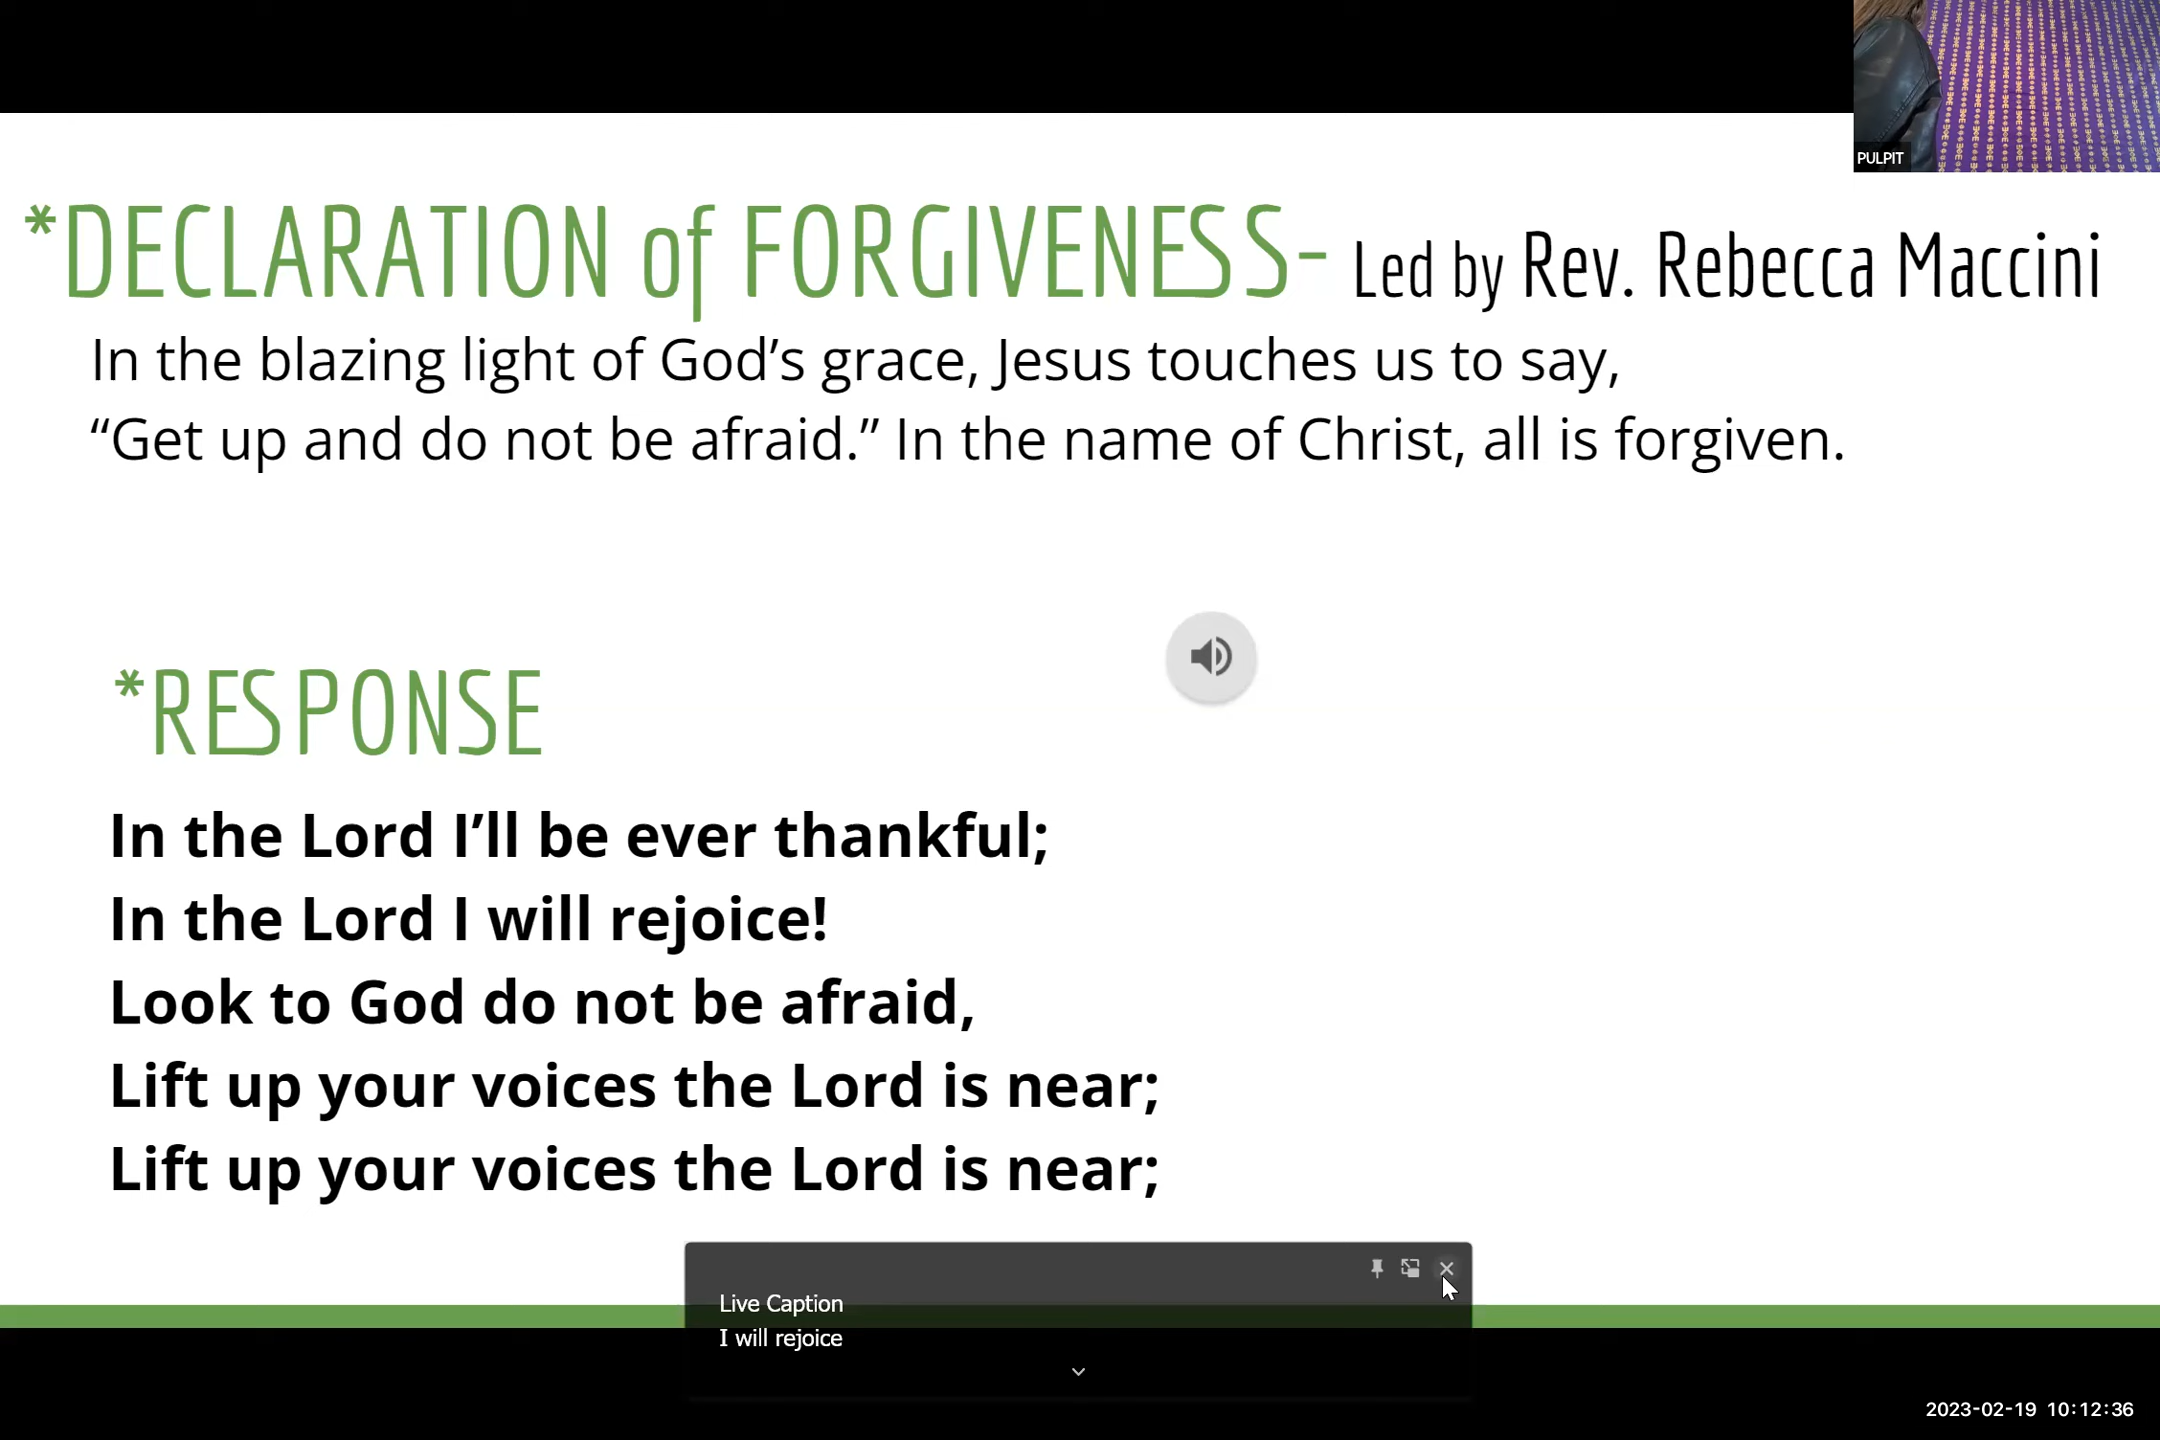 PULPIT
*DECLARATION of FORGIVENESS- Led by Rev. Rebecca Maccini
In the blazing light of God’s grace, Jesus touches us to say,
“Get up and do not be afraid.” In the name of Christ, all is forgiven.
*RESPONSE
In the Lord I’ll be ever thankful;
In the Lord I will rejoice!
Look to God do not be afraid,
Lift up your voices the Lord is near;
Lift up your voices the Lord is near;
Live Caption
I will rejoice
2023-02-19 10:12:36